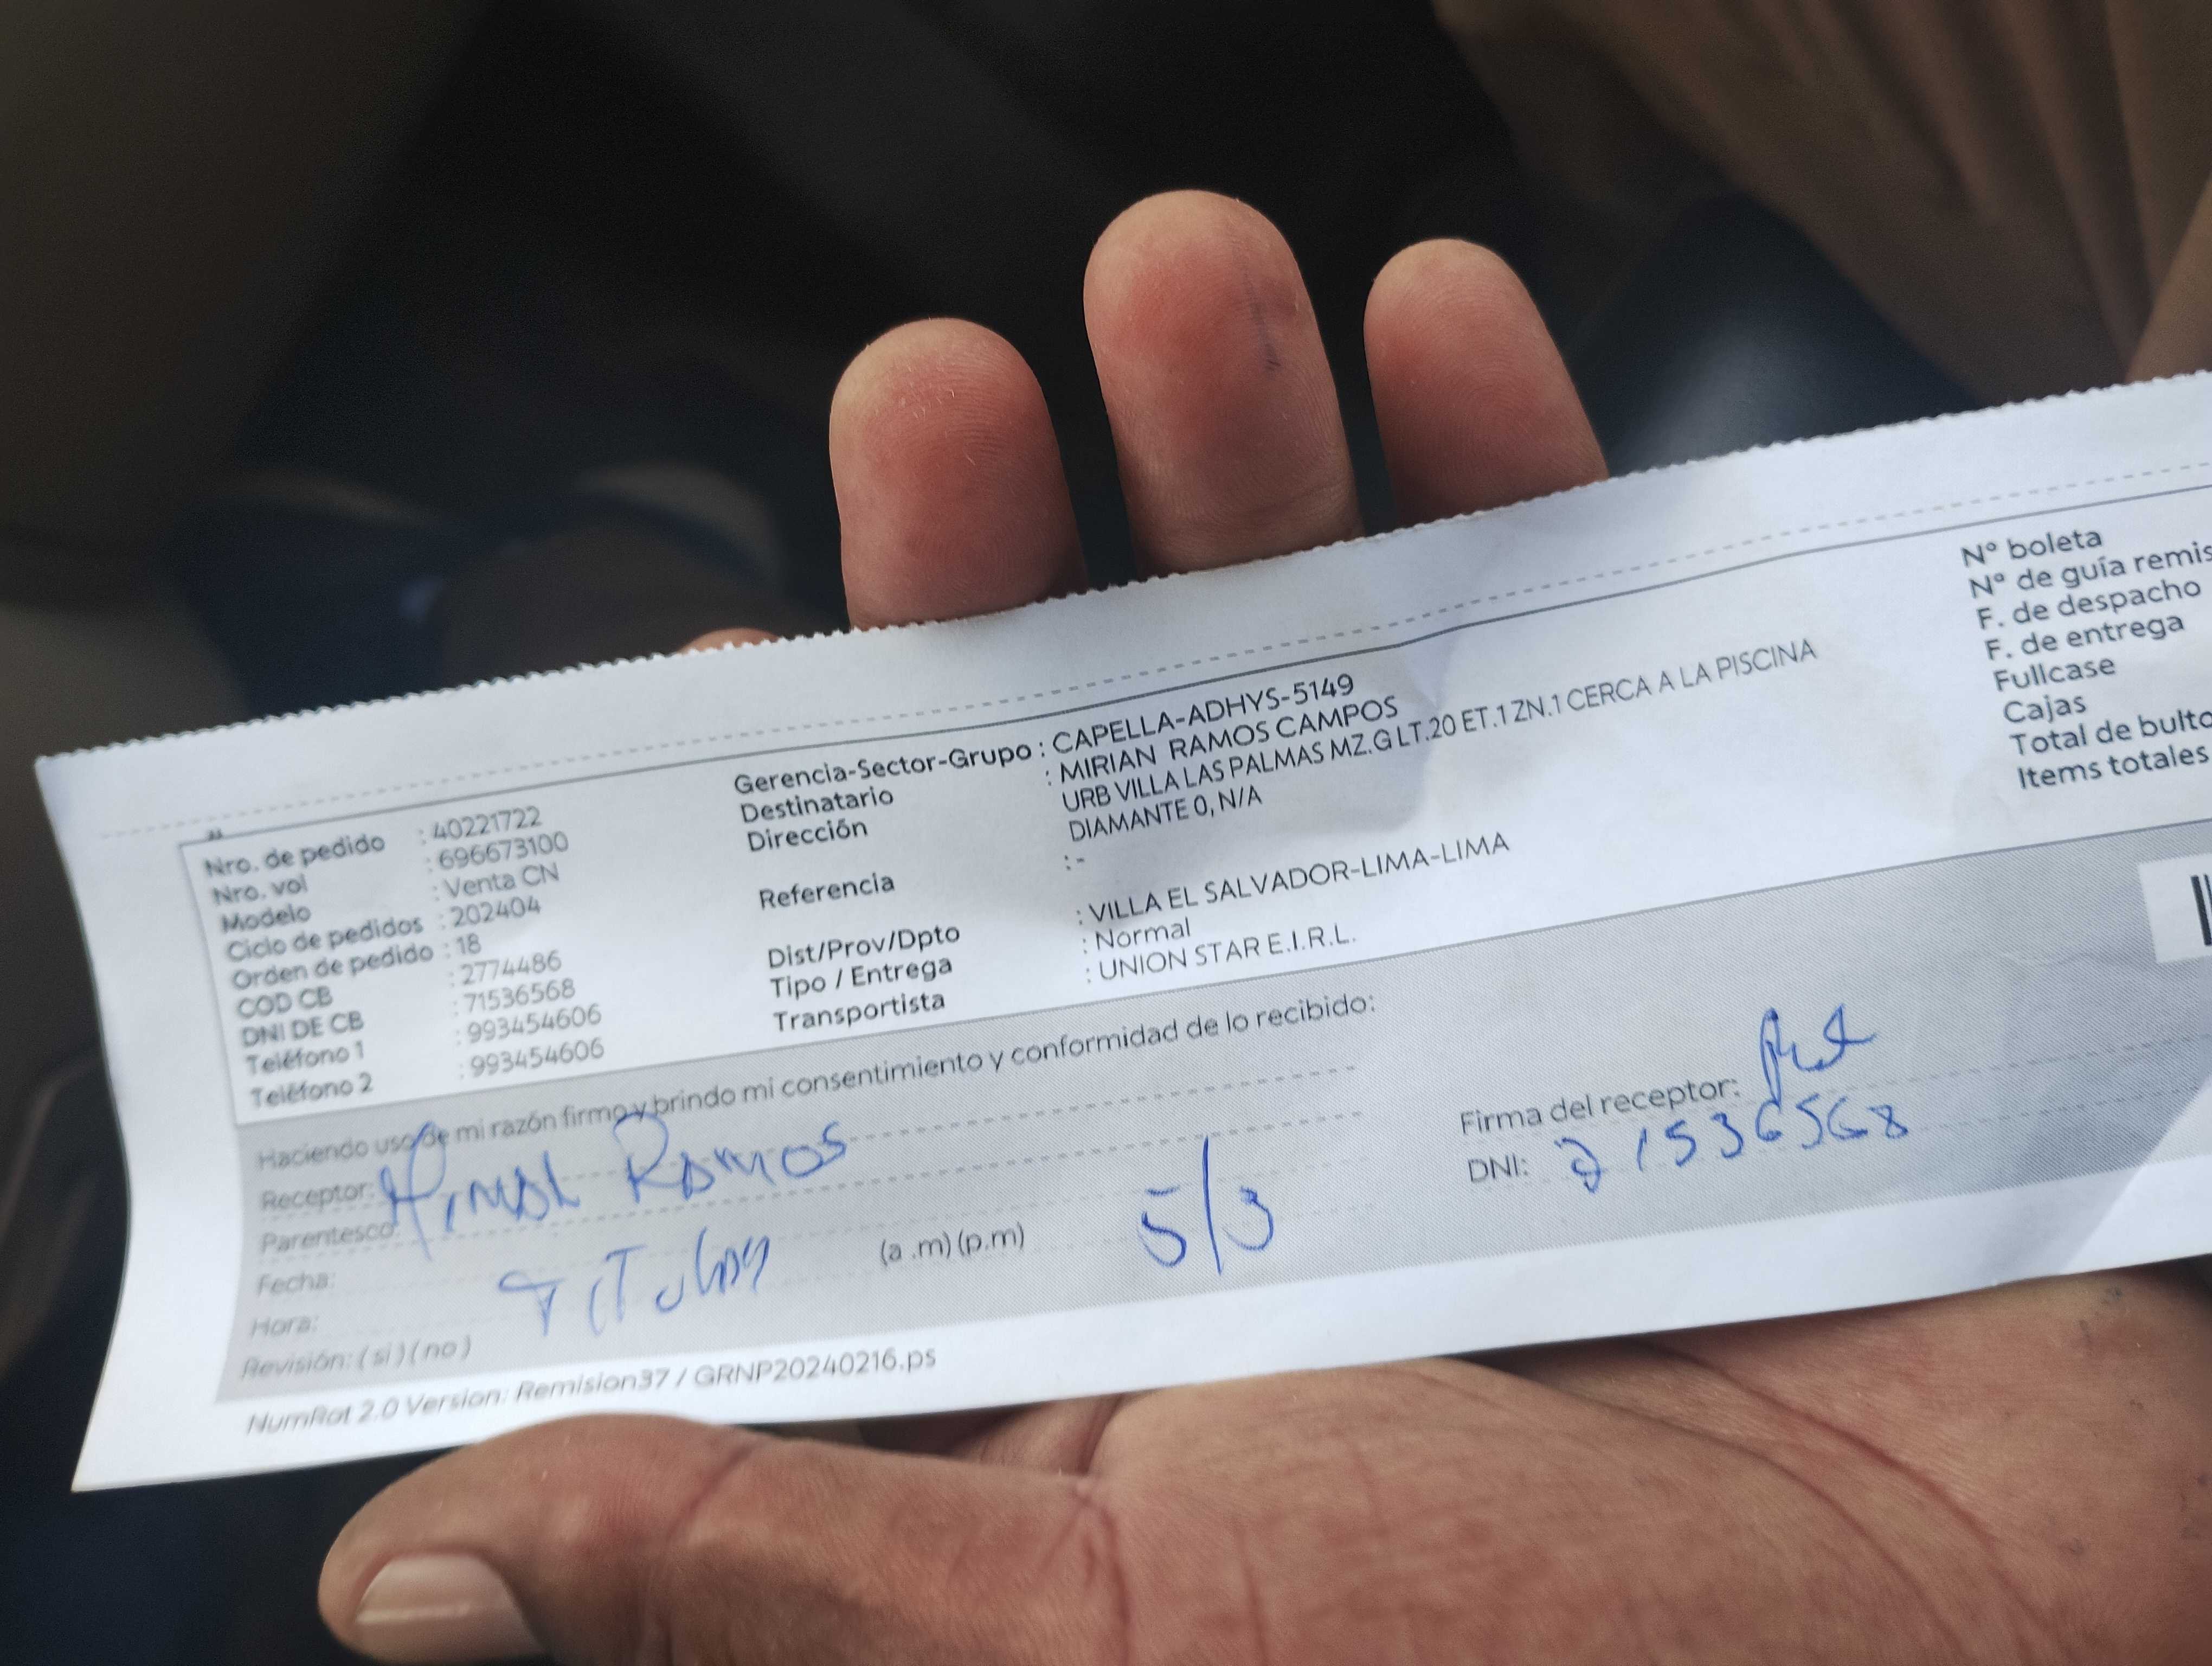 Nro. de pedido : 40221722
Nro. vol : 696673100
Modelo : Venta CN
Ciclo de pedidos : 202404
Orden de pedido : 18
COD CB : 2774486
DNI DE CB : 71536568
Teléfono 1 : 993454606
Teléfono 2 : 993454606
Gerencia-Sector-Grupo : CAPELLA-ADHYS-5149
Destinatario : MIRIAN RAMOS CAMPOS
Dirección URB VILLA LAS PALMAS MZ.G LT.20 ET.1 ZN.1 CERCA A LA PISCINA
DIAMANTE 0, N/A
Referencia : -
Dist/Prov/Dpto : VILLA EL SALVADOR-LIMA-LIMA
Tipo / Entrega : Normal
Transportista : UNION STAR E.I.R.L.
N° boleta
N° de guía remis
F. de despacho
F. de entrega
Fullcase
Cajas
Total de bulto
Items totales
Haciendo uso de mi razón firmo y brindo mi consentimiento y conformidad de lo recibido:
Receptor: Ramos
Parentesco:
Fecha: 5/3
Hora: (a .m) (p.m)
Revisión: ( si ) ( no )
Firma del receptor:
DNI: 71536568
NumRot 2.0 Version: Remision37 / GRNP20240216.ps